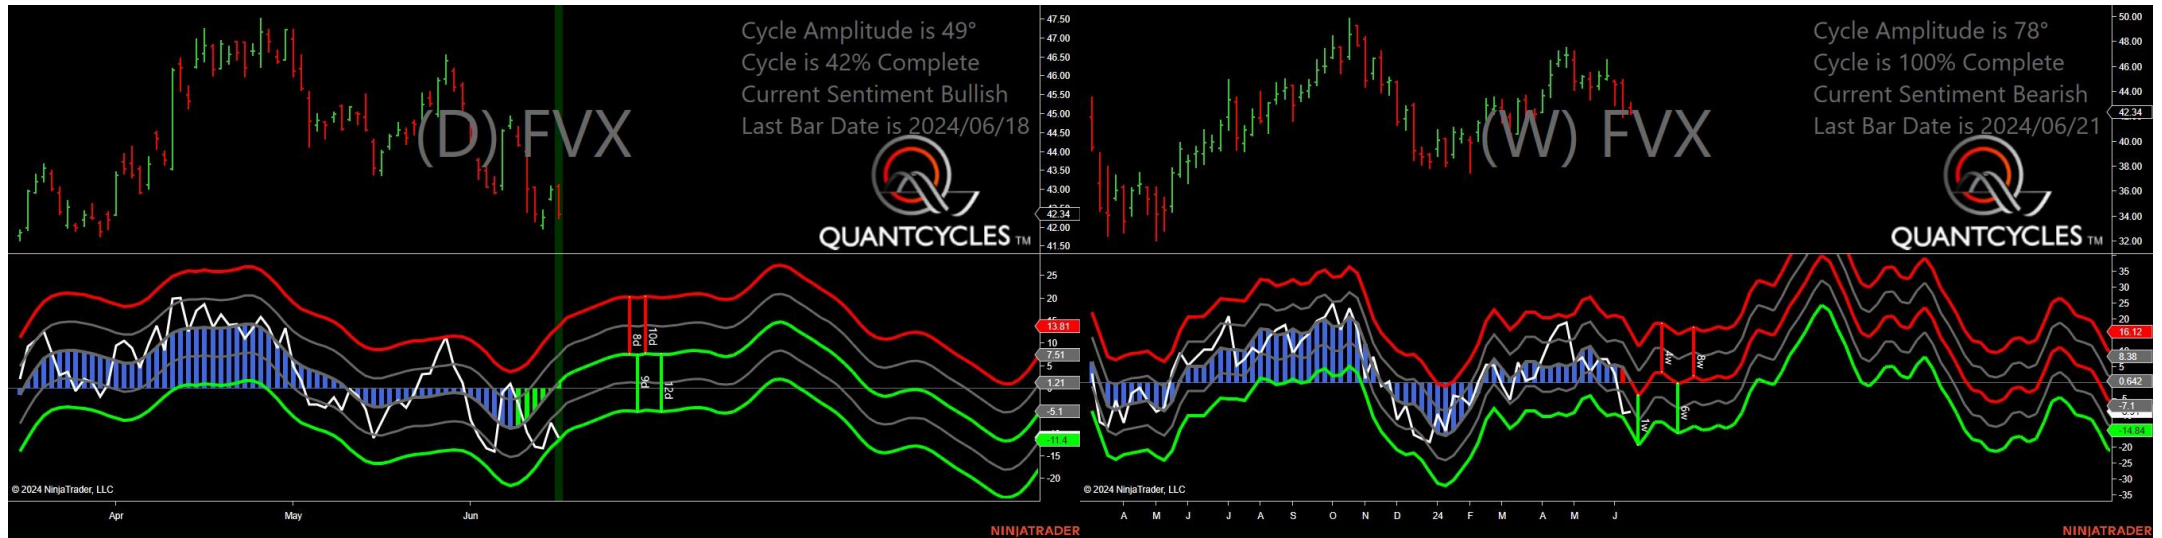 Cycle Amplitude is 49°
Cycle is 42% Complete
Current Sentiment Bullish
Last Bar Date is 2024/06/18
(D) FVX
QUANTCYCLES TM
47.50
47.00
46.50
46.00
45.50
45.00
44.50
44.00
43.50
43.00
42.34
42.00
41.50
25
20
13.81
10
7.51
5
1.21
-5.1
-11.4
-15
-20
8d
10d
9d
12d
© 2024 NinjaTrader, LLC
Apr
May
Jun
NINJATRADER
Cycle Amplitude is 78°
Cycle is 100% Complete
Current Sentiment Bearish
Last Bar Date is 2024/06/21
(W) FVX
QUANTCYCLES TM
50.00
48.00
46.00
44.00
42.34
40.00
38.00
36.00
34.00
32.00
35
30
25
20
16.12
8.38
5
0.642
-7.1
-14.84
-20
-25
-30
-35
4w
8w
1w
6w
© 2024 NinjaTrader, LLC
A M J J A S O N D 24 F M A M J
NINJATRADER